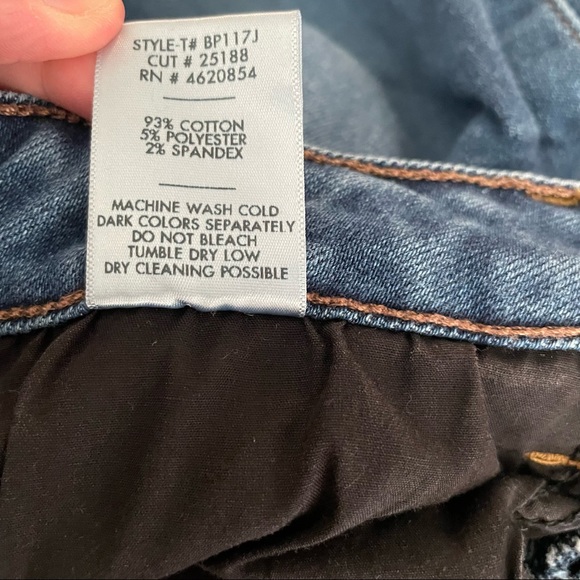 STYLE-T# BP117J
CUT # 25188
RN # 4620854
93% COTTON
5% POLYESTER
2% SPANDEX
MACHINE WASH COLD
DARK COLORS SEPARATELY
DO NOT BLEACH
TUMBLE DRY LOW
DRY CLEANING POSSIBLE